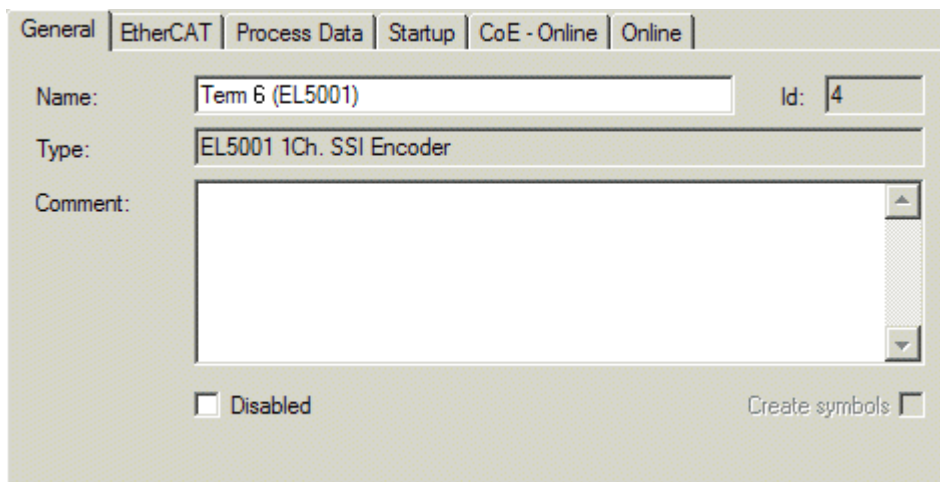 General EtherCAT Process Data Startup CoE - Online Online
Name: Term 6 (EL5001) Id: 4
Type: EL5001 1Ch. SSI Encoder
Comment:
Disabled Create symbols